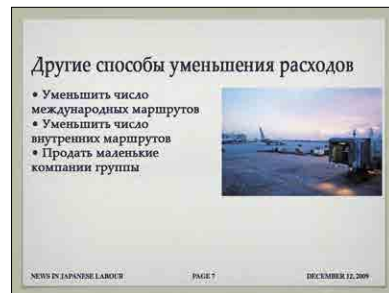 Другие способы уменьшения расходов
• Уменьшить число
международных маршрутов
• Уменьшить число
внутренних маршрутов
• Продать маленькие
компании группы
NEWS IN JAPANESE LABOUR PAGE 7 DECEMBER 12, 2009